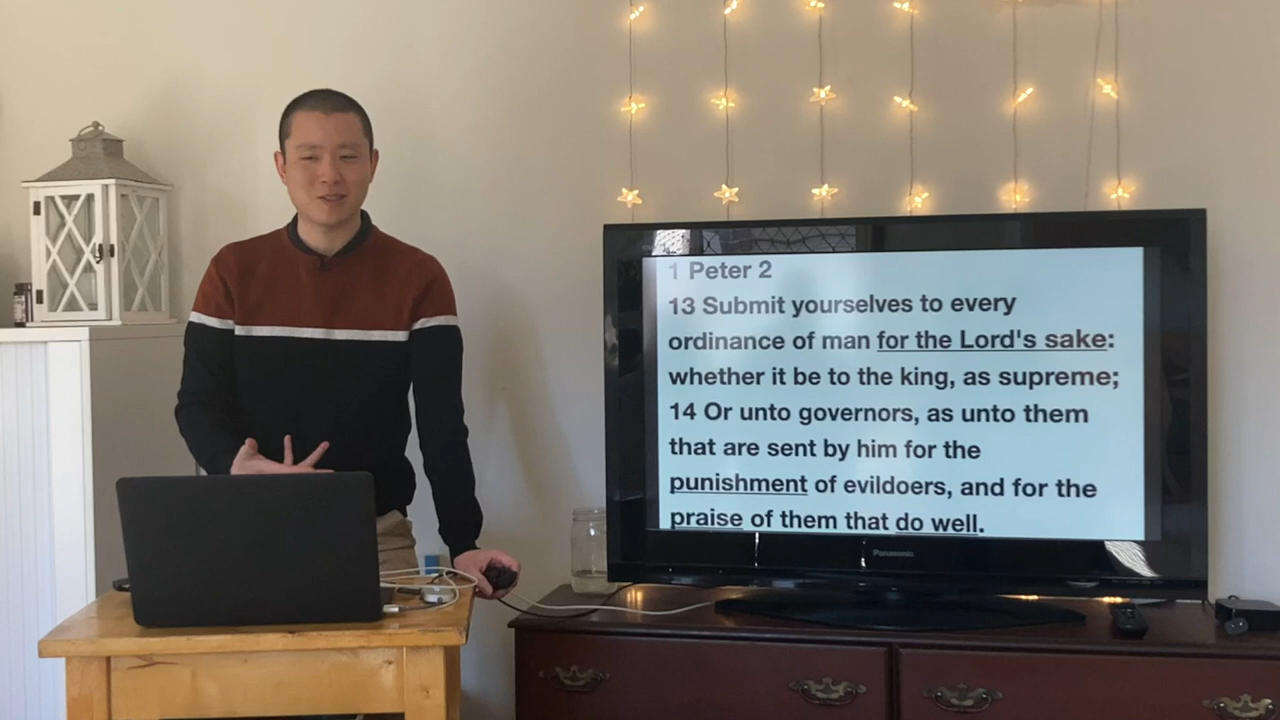 1 Peter 2
13 Submit yourselves to every
ordinance of man for the Lord's sake:
whether it be to the king, as supreme;
14 Or unto governors, as unto them
that are sent by him for the
punishment of evildoers, and for the
praise of them that do well.
Panasonic